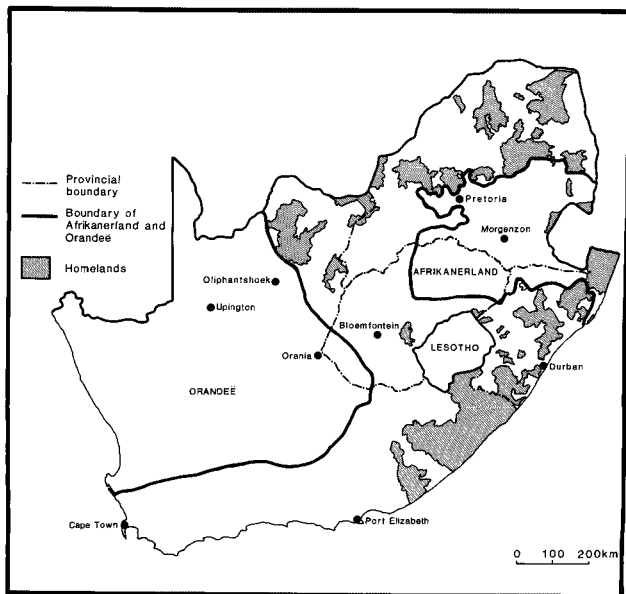 Provincial
boundary
Boundary of
Afrikanerland and
Orandeë
Homelands
Pretoria
Morgenzon
AFRIKANERLAND
Oliphantshoek
Upington
Bloemfontein
LESOTHO
Orania
Durban
ORANDEË
Cape Town
Port Elizabeth
0 100 200km